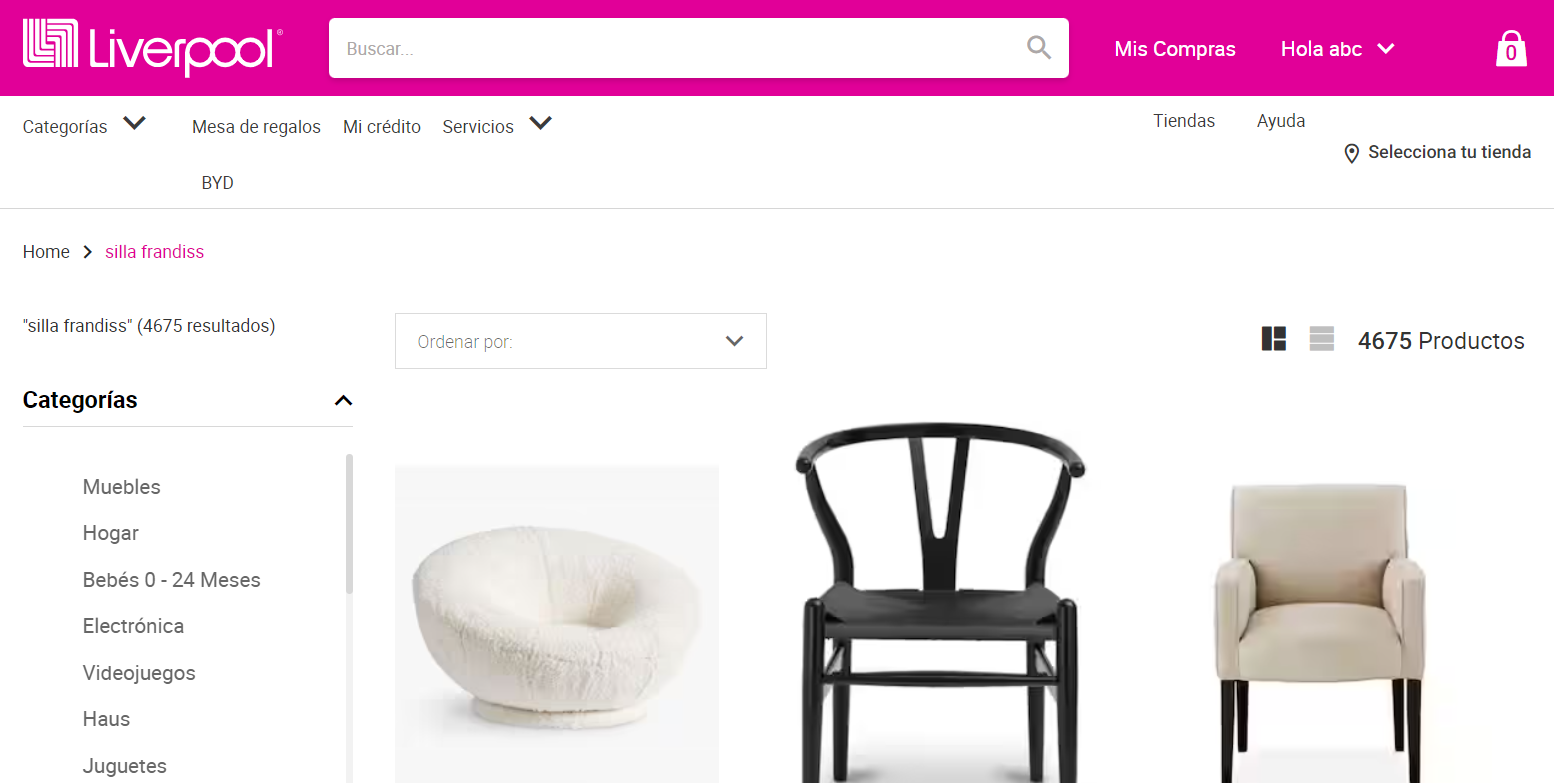 Liverpool®
Buscar...
Mis Compras
Hola abc
0
Categorías
Mesa de regalos
Mi crédito
Servicios
BYD
Tiendas
Ayuda
Selecciona tu tienda
Home
silla frandiss
"silla frandiss" (4675 resultados)
Ordenar por:
4675 Productos
Categorías
Muebles
Hogar
Bebés 0 - 24 Meses
Electrónica
Videojuegos
Haus
Juguetes